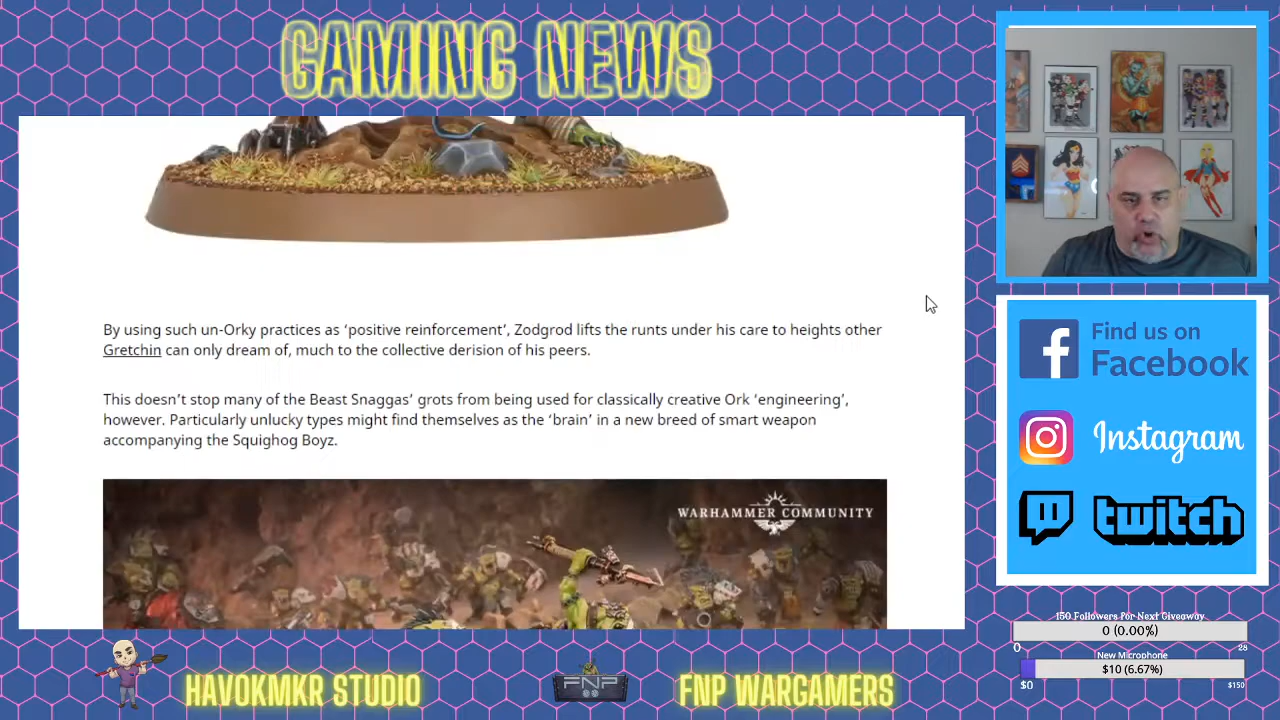 GAMING NEWS
By using such un-Orky practices as ‘positive reinforcement’, Zodgrod lifts the runts under his care to heights other
Gretchin can only dream of, much to the collective derision of his peers.
This doesn’t stop many of the Beast Snaggas’ grots from being used for classically creative Ork ‘engineering’,
however. Particularly unlucky types might find themselves as the ‘brain’ in a new breed of smart weapon
accompanying the Squighog Boyz.
WARHAMMER COMMUNITY
Find us on
Facebook
Instagram
twitch
150 Followers For Next Giveaway
0 (0.00%)
0 28
New Microphone
$10 (6.67%)
$0 $150
HAVOKMKR STUDIO
FNP
FNP WARGAMERS